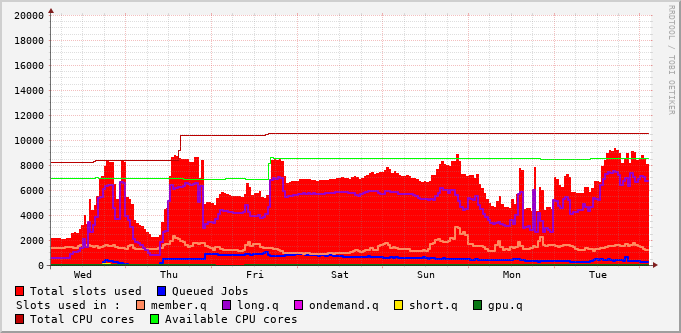 20000
18000
16000
14000
12000
10000
8000
6000
4000
2000
0
Wed Thu Fri Sat Sun Mon Tue
RRDTOOL / TOBI OETIKER
Total slots used Queued Jobs
Slots used in : member.q long.q ondemand.q short.q gpu.q
Total CPU cores Available CPU cores